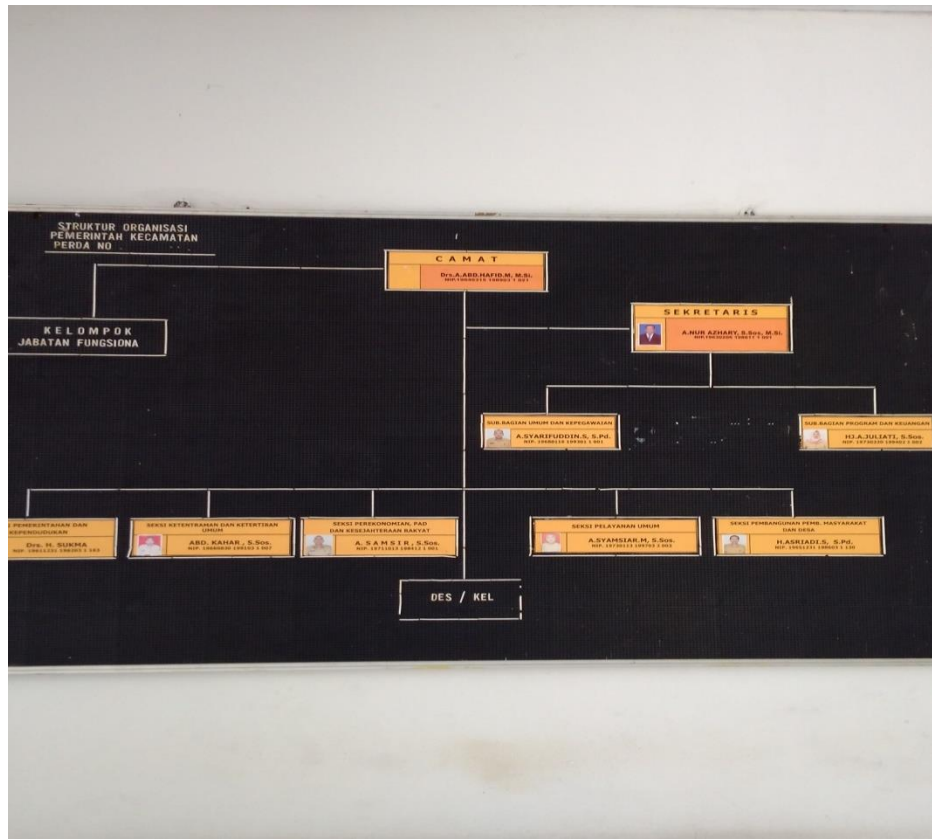 STRUKTUR ORGANISASI
PEMERINTAH KECAMATAN
PERDA NO
CAMAT
Drs.A.ABD.HAFID.M, M.Si.
KELOMPOK
JABATAN FUNGSIONA
SEKRETARIS
A.NUR AZHARY, S.Sos, M.Si.
SUB.BAGIAN UMUM DAN KEPEGAWAIAN
A.SYARIFUDDIN.S, S.Pd.
SUB.BAGIAN PROGRAM DAN KEUANGAN
HJ.A.JULIATI, S.Sos.
PEMERINTAHAN DAN
KEPENDUDUKAN
Drs. H. SUKMA
SEKSI KETENTRAMAN DAN KETERTIBAN
UMUM
ABD. KAHAR, S.Sos.
SEKSI PEREKONOMIAN, PAD
DAN KESEJAHTERAAN RAKYAT
A. SAMSIR, S.Sos.
SEKSI PELAYANAN UMUM
A.SYAMSIAR.M, S.Sos.
SEKSI PEMBANGUNAN PEMB. MASYARAKAT
DAN DESA
H.ASRIADI.S, S.Pd.
DES / KEL